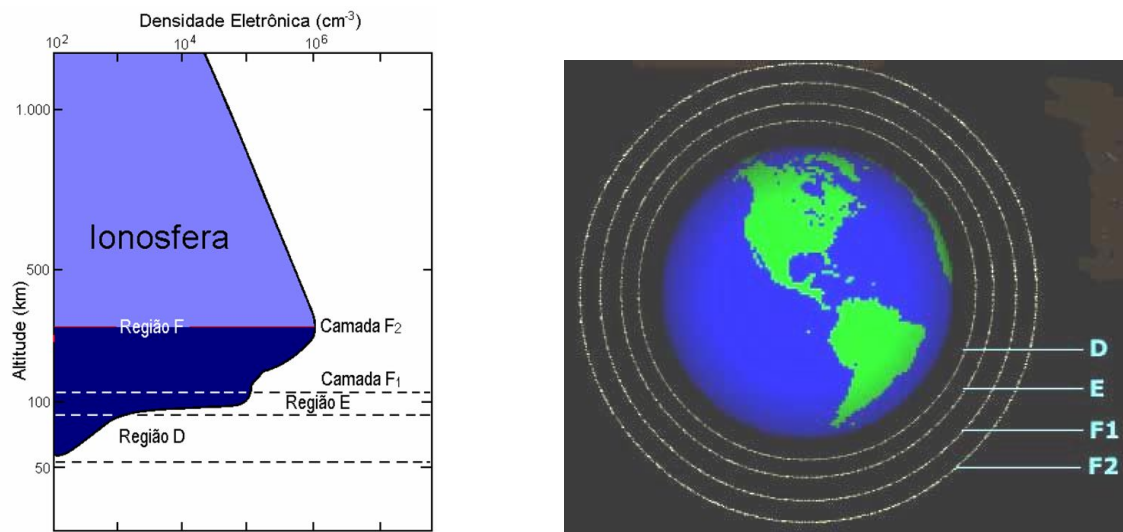 Densidade Eletrônica (cm-3)
10² 10⁴ 10⁶
Altitude (km)
1.000
500
100
50
Ionosfera
Região F
Camada F₂
Camada F₁
Região E
Região D
D
E
F1
F2